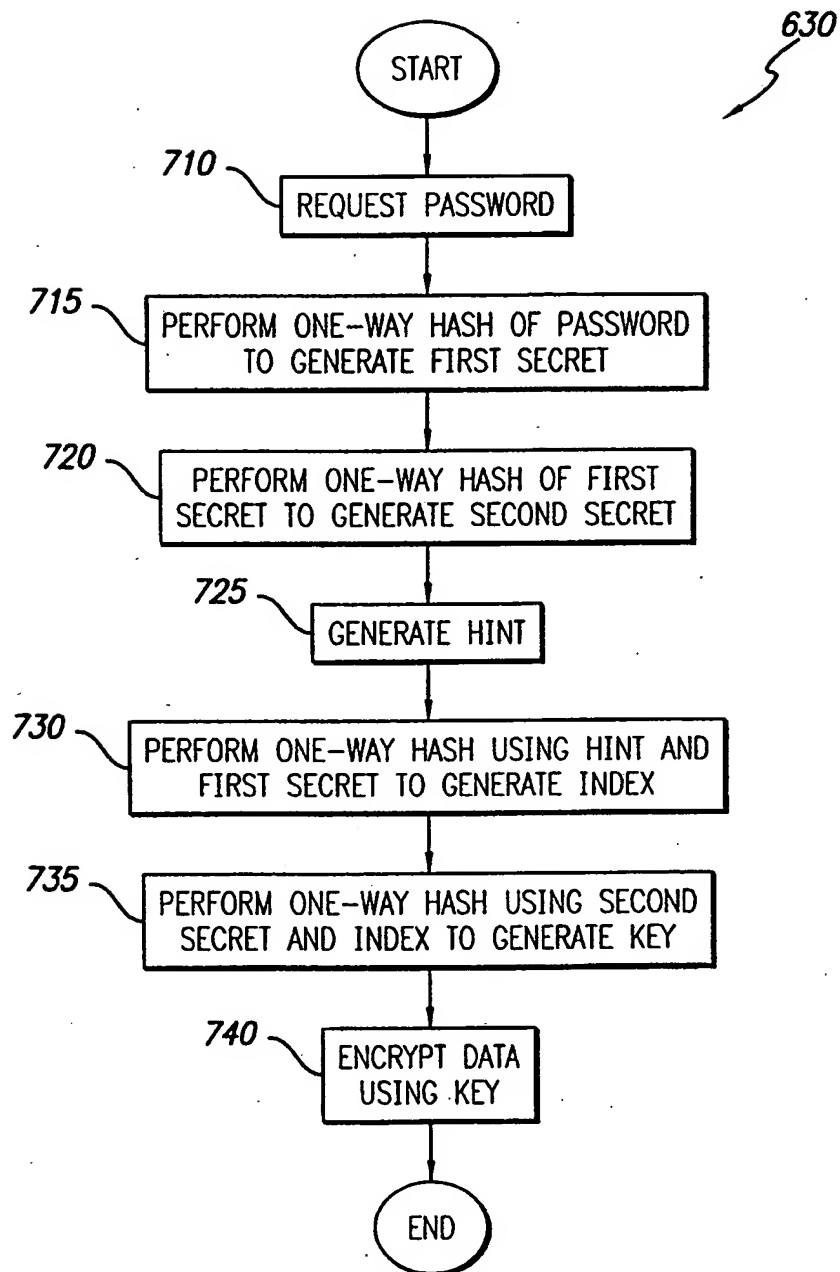 630
START
710
REQUEST PASSWORD
715
PERFORM ONE-WAY HASH OF PASSWORD
TO GENERATE FIRST SECRET
720
PERFORM ONE-WAY HASH OF FIRST
SECRET TO GENERATE SECOND SECRET
725
GENERATE HINT
730
PERFORM ONE-WAY HASH USING HINT AND
FIRST SECRET TO GENERATE INDEX
735
PERFORM ONE-WAY HASH USING SECOND
SECRET AND INDEX TO GENERATE KEY
740
ENCRYPT DATA
USING KEY
END